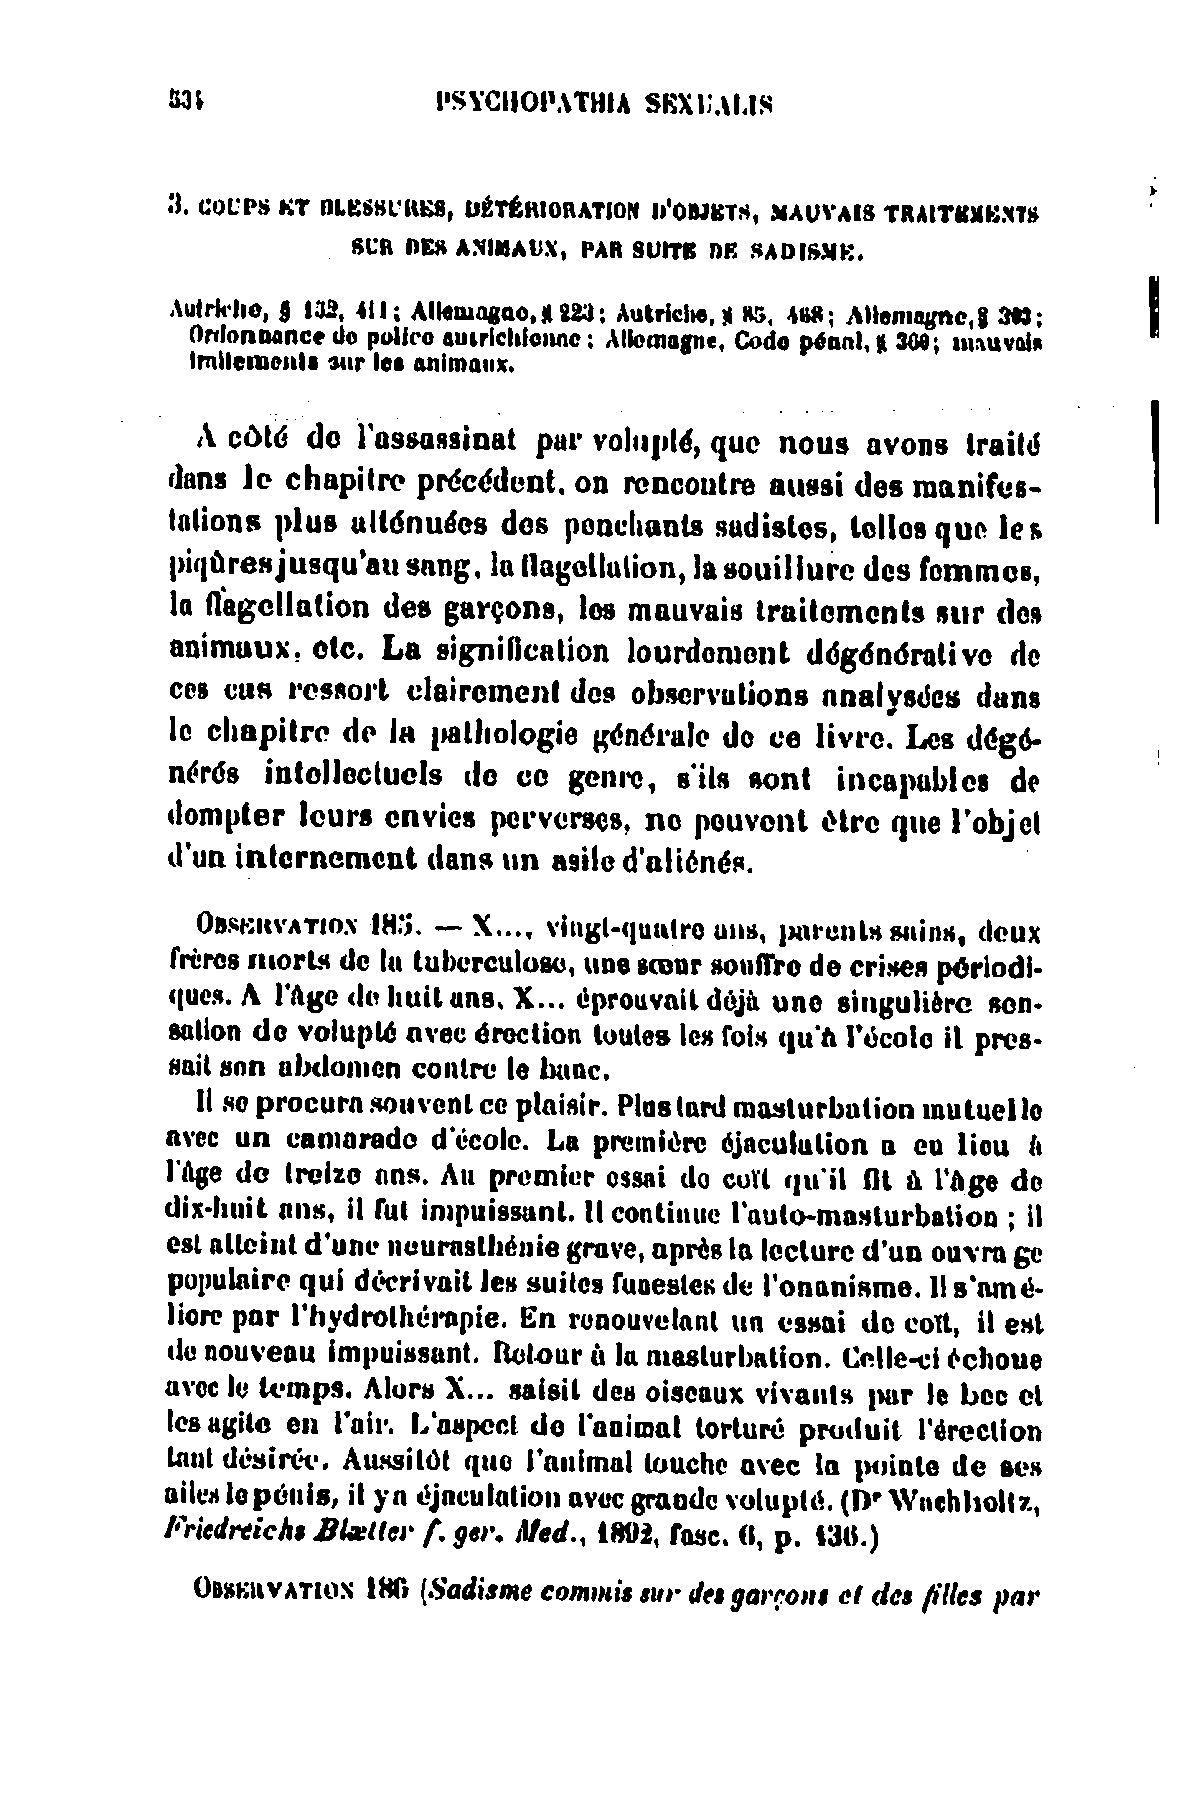 534 PSYCHOPATHIA SEXUALIS
3. COUPS ET BLESSURES, DÉTÉRIORATION D'OBJETS, MAUVAIS TRAITEMENTS
SUR DES ANIMAUX, PAR SUITE DE SADISME.
Autriche, § 132, 411; Allemagne, § 223; Autriche, § 85, 468; Allemagne, § 303;
Ordonnance de police autrichienne; Allemagne, Code pénal, § 360; mauvais
traitements sur les animaux.
A côté de l'assassinat par volupté, que nous avons traité
dans le chapitre précédent, on rencontre aussi des manifes-
tations plus atténuées des penchants sadistes, telles que les
piqûres jusqu'au sang, la flagellation, la souillure des femmes,
la flagellation des garçons, les mauvais traitements sur des
animaux, etc. La signification lourdement dégénérative de
ces cas ressort clairement des observations analysées dans
le chapitre de la pathologie générale de ce livre. Les dégé-
nérés intellectuels de ce genre, s'ils sont incapables de
dompter leurs envies perverses, ne peuvent être que l'objet
d'un internement dans un asile d'aliénés.
OBSERVATION 185. — X..., vingt-quatre ans, parents sains, deux
frères morts de la tuberculose, une sœur souffre de crises périodi-
ques. A l'âge de huit ans, X... éprouvait déjà une singulière sen-
sation de volupté avec érection toutes les fois qu'à l'école il pres-
sait son abdomen contre le banc.
Il se procura souvent ce plaisir. Plus tard masturbation mutuelle
avec un camarade d'école. La première éjaculation a eu lieu à
l'âge de treize ans. Au premier essai de coït qu'il fit à l'âge de
dix-huit ans, il fut impuissant. Il continue l'auto-masturbation ; il
est atteint d'une neurasthénie grave, après la lecture d'un ouvrage
populaire qui décrivait les suites funestes de l'onanisme. Il s'amé-
liore par l'hydrothérapie. En renouvelant un essai de coït, il est
de nouveau impuissant. Retour à la masturbation. Celle-ci échoue
avec le temps. Alors X... saisit des oiseaux vivants par le bec et
les agite en l'air. L'aspect de l'animal torturé produit l'érection
tant désirée. Aussitôt que l'animal touche avec la pointe de ses
ailes le pénis, il y a éjaculation avec grande volupté. (Dr Wachholtz,
Friedreichs Blætter f. ger. Med., 1892, fasc. 6, p. 436.)
OBSERVATION 186 (Sadisme commis sur des garçons et des filles par